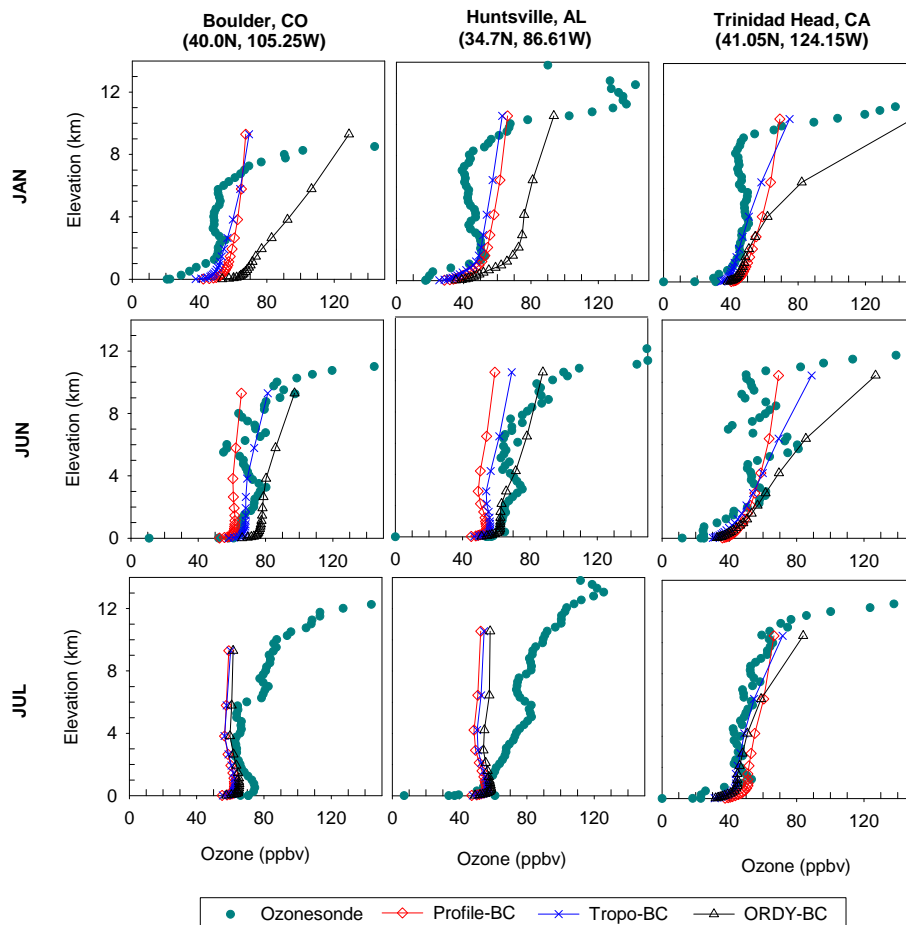 Boulder, CO
(40.0N, 105.25W)
Huntsville, AL
(34.7N, 86.61W)
Trinidad Head, CA
(41.05N, 124.15W)
JAN
Elevation (km)
12
8
4
0
0 40 80 120
0 40 80 120
0 40 80 120
JUN
Elevation (km)
12
8
4
0
0 40 80 120
0 40 80 120
0 40 80 120
JUL
Elevation (km)
12
8
4
0
0 40 80 120
0 40 80 120
0 40 80 120
Ozone (ppbv)
Ozone (ppbv)
Ozone (ppbv)
Ozonesonde Profile-BC Tropo-BC ORDY-BC